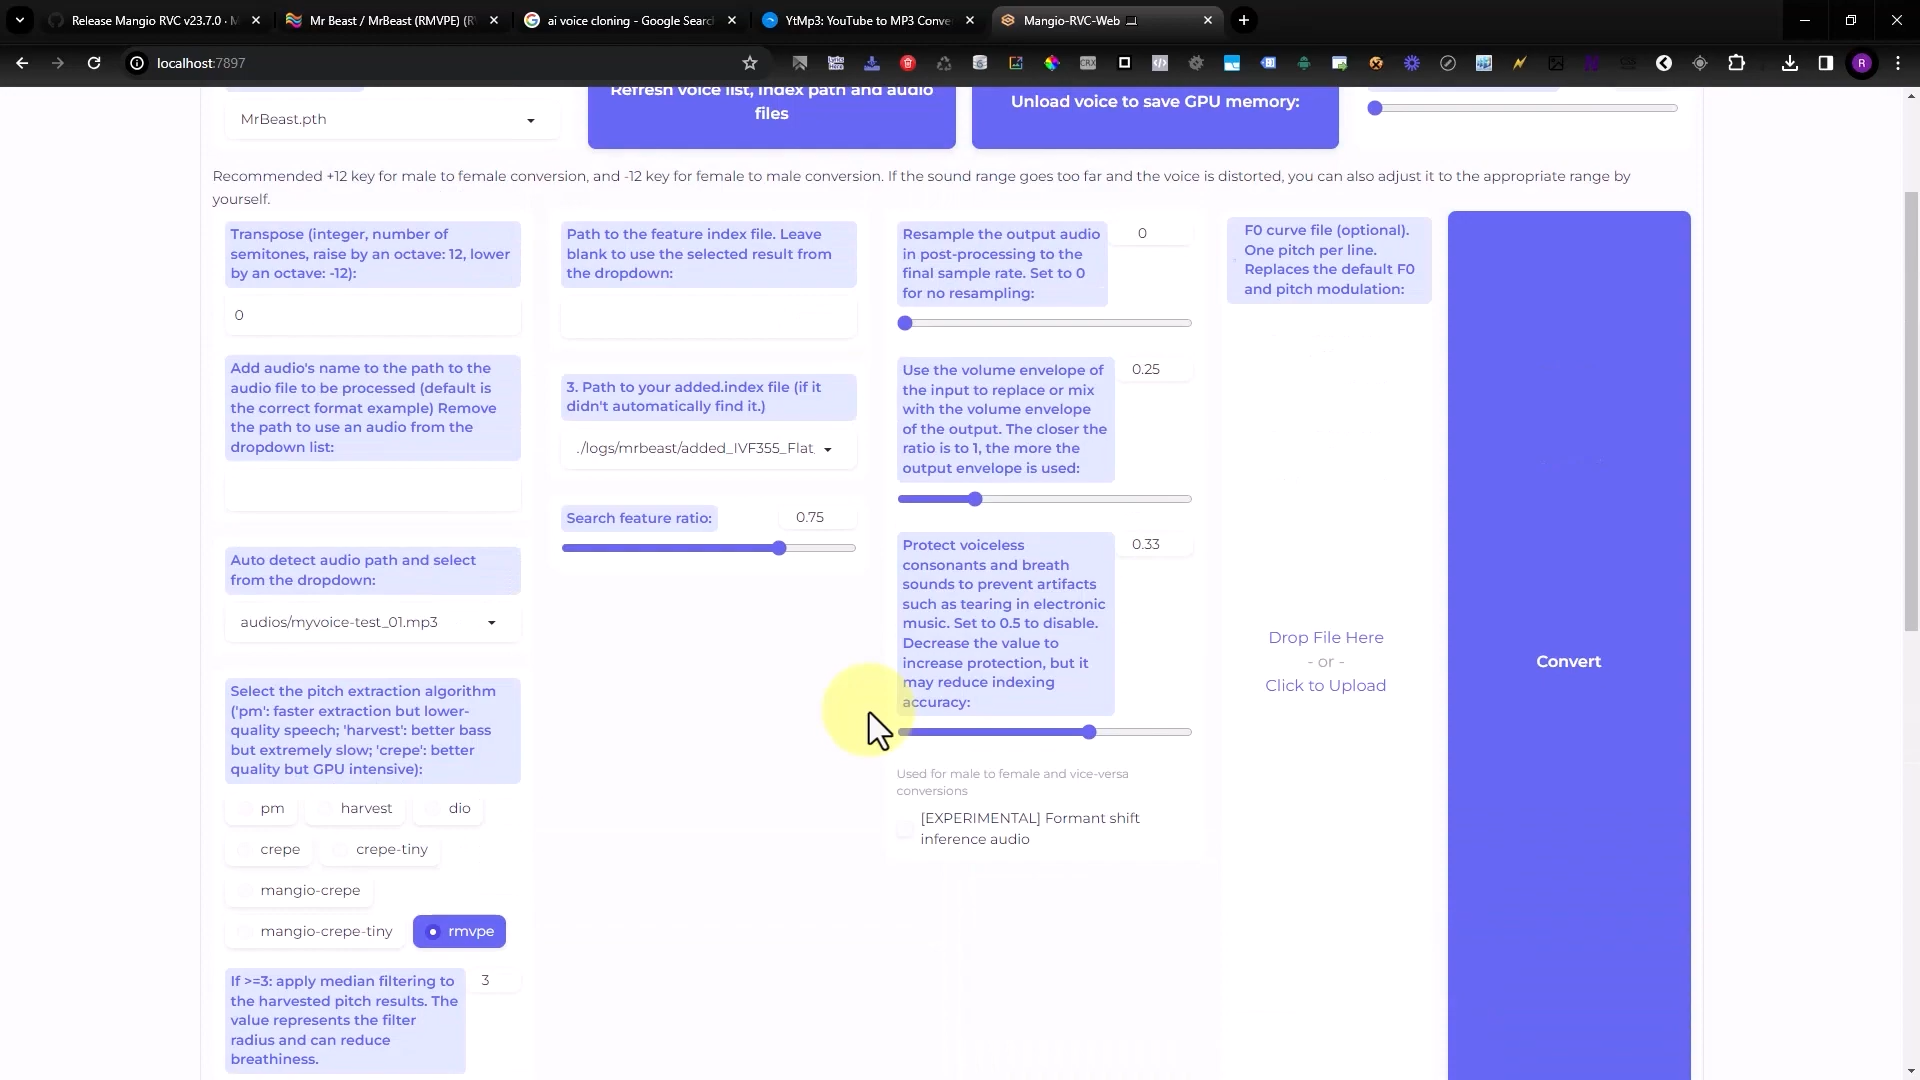 Release Mangio RVC v23.7.0 · M
Mr Beast / MrBeast (RMVPE) (R
ai voice cloning - Google Searc
YtMp3: YouTube to MP3 Conve
Mangio-RVC-Web
localhost:7897
MrBeast.pth
Refresh voice list, index path and audio
files
Unload voice to save GPU memory:
Recommended +12 key for male to female conversion, and -12 key for female to male conversion. If the sound range goes too far and the voice is distorted, you can also adjust it to the appropriate range by
yourself.
Transpose (integer, number of
semitones, raise by an octave: 12, lower
by an octave: -12):
0
Add audio's name to the path to the
audio file to be processed (default is
the correct format example) Remove
the path to use an audio from the
dropdown list:
Auto detect audio path and select
from the dropdown:
audios/myvoice-test_01.mp3
Select the pitch extraction algorithm
('pm': faster extraction but lower-
quality speech; 'harvest': better bass
but extremely slow; 'crepe': better
quality but GPU intensive):
pm
harvest
dio
crepe
crepe-tiny
mangio-crepe
mangio-crepe-tiny
rmvpe
If >=3: apply median filtering to
the harvested pitch results. The
value represents the filter
radius and can reduce
breathiness.
3
Path to the feature index file. Leave
blank to use the selected result from
the dropdown:
3. Path to your added.index file (if it
didn't automatically find it.)
./logs/mrbeast/added_IVF355_Flat
Search feature ratio:
0.75
Resample the output audio
in post-processing to the
final sample rate. Set to 0
for no resampling:
0
Use the volume envelope of
the input to replace or mix
with the volume envelope
of the output. The closer the
ratio is to 1, the more the
output envelope is used:
0.25
Protect voiceless
consonants and breath
sounds to prevent artifacts
such as tearing in electronic
music. Set to 0.5 to disable.
Decrease the value to
increase protection, but it
may reduce indexing
accuracy:
0.33
Used for male to female and vice-versa
conversions
[EXPERIMENTAL] Formant shift
inference audio
F0 curve file (optional).
One pitch per line.
Replaces the default F0
and pitch modulation:
Drop File Here
- or -
Click to Upload
Convert
CRX
R